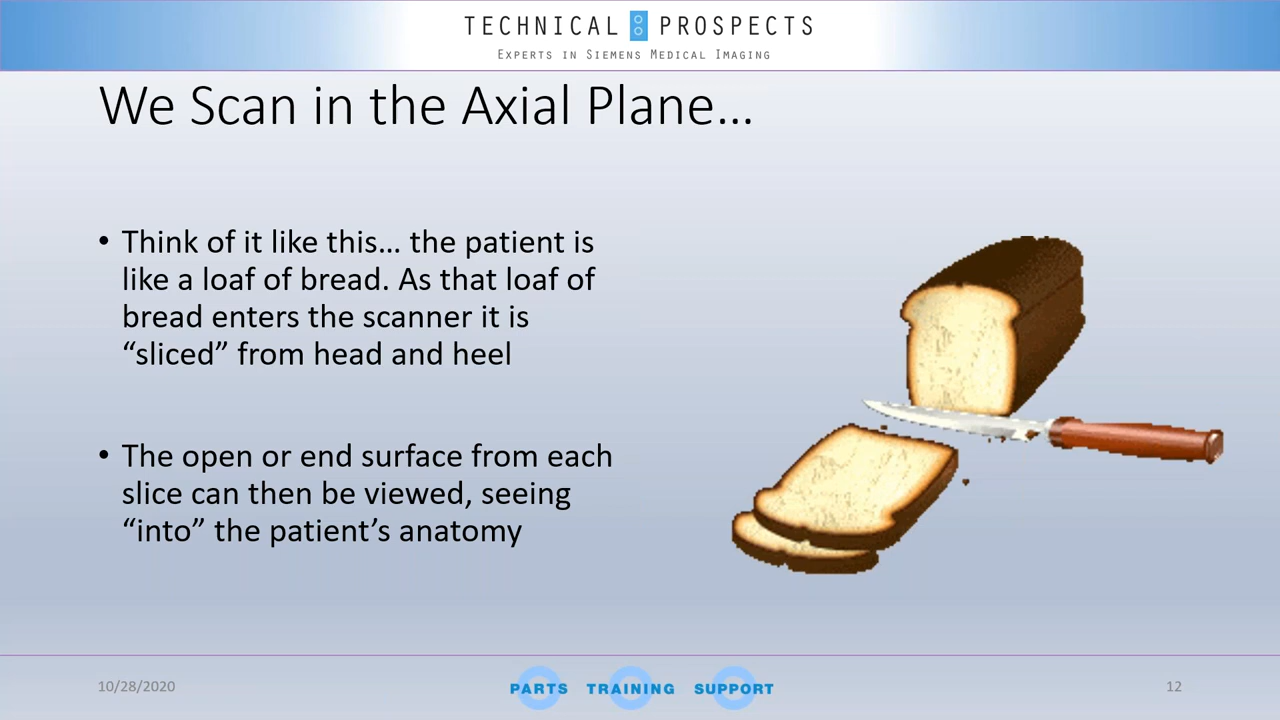 TECHNICAL PROSPECTS
EXPERTS IN SIEMENS MEDICAL IMAGING
We Scan in the Axial Plane…
• Think of it like this… the patient is
like a loaf of bread. As that loaf of
bread enters the scanner it is
“sliced” from head and heel
• The open or end surface from each
slice can then be viewed, seeing
“into” the patient’s anatomy
10/28/2020
PARTS TRAINING SUPPORT
12